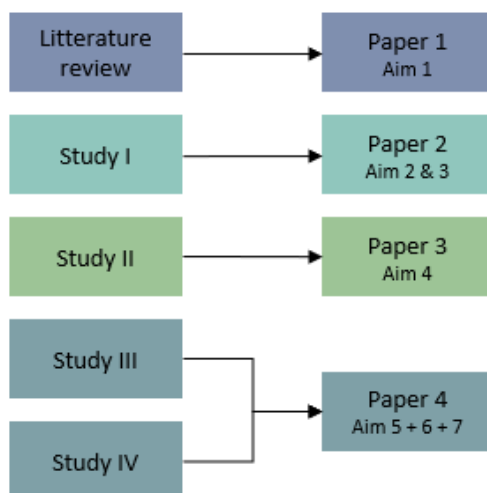 Litterature
review
Paper 1
Aim 1
Study I
Paper 2
Aim 2 & 3
Study II
Paper 3
Aim 4
Study III
Study IV
Paper 4
Aim 5 + 6 + 7